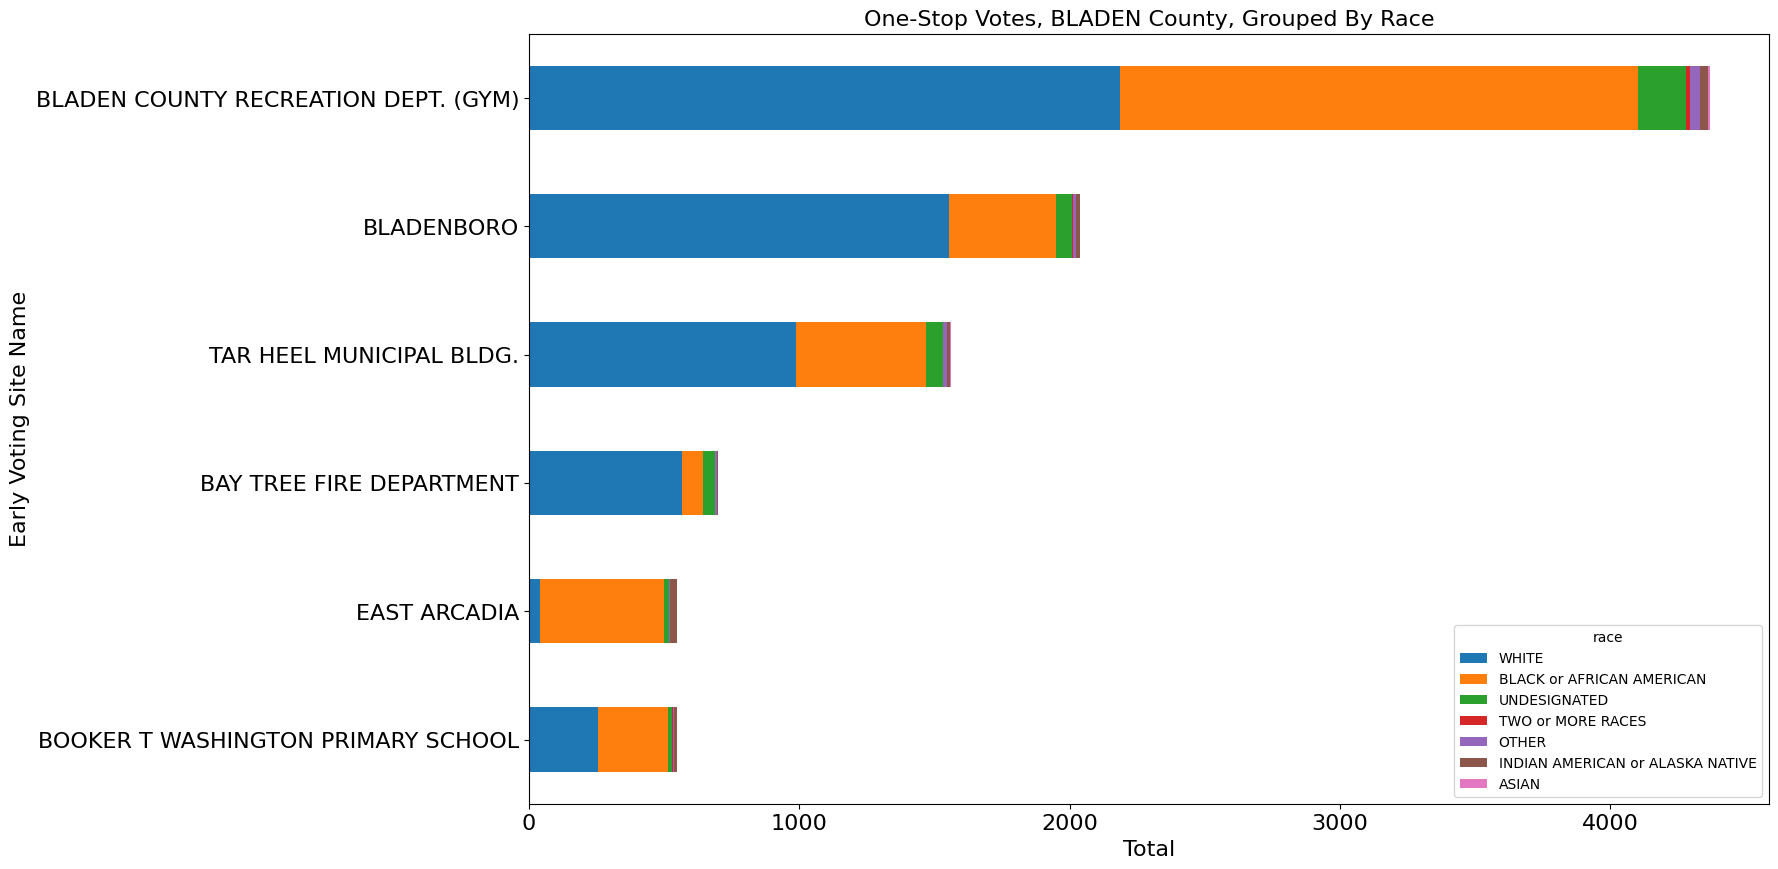 One-Stop Votes, BLADEN County, Grouped By Race
Early Voting Site Name
BLADEN COUNTY RECREATION DEPT. (GYM)
BLADENBORO
TAR HEEL MUNICIPAL BLDG.
BAY TREE FIRE DEPARTMENT
EAST ARCADIA
BOOKER T WASHINGTON PRIMARY SCHOOL
race
WHITE
BLACK or AFRICAN AMERICAN
UNDESIGNATED
TWO or MORE RACES
OTHER
INDIAN AMERICAN or ALASKA NATIVE
ASIAN
0 1000 2000 3000 4000
Total